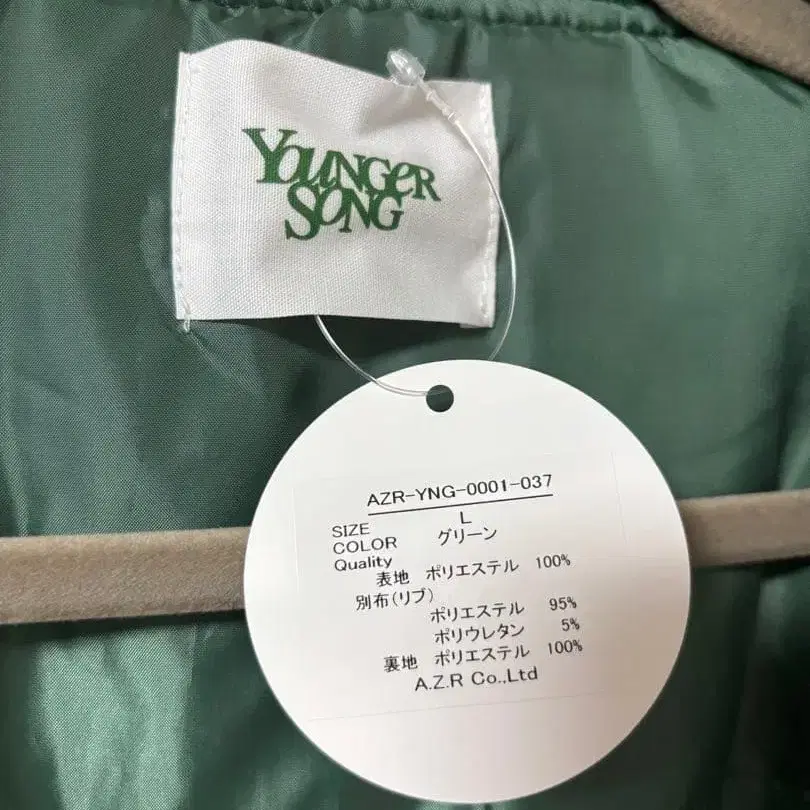 YOUNGER
SONG
AZR-YNG-0001-037
SIZE L
COLOR グリーン
Quality
表地 ポリエステル 100%
別布(リブ)
ポリエステル 95%
ポリウレタン 5%
裏地 ポリエステル 100%
A.Z.R Co.,Ltd